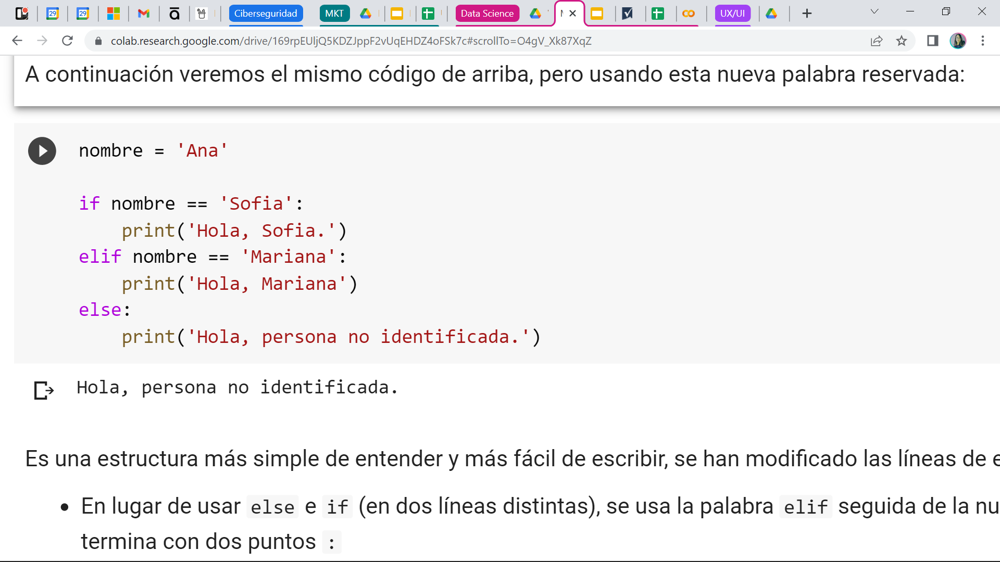 29 29 Ciberseguridad MKT Data Science UX/UI
colab.research.google.com/drive/169rpEUljQ5KDZJppF2vUqEHDZ4oFSk7c#scrollTo=O4gV_Xk87XqZ
A continuación veremos el mismo código de arriba, pero usando esta nueva palabra reservada:
nombre = 'Ana'
if nombre == 'Sofia':
print('Hola, Sofia.')
elif nombre == 'Mariana':
print('Hola, Mariana')
else:
print('Hola, persona no identificada.')
Hola, persona no identificada.
Es una estructura más simple de entender y más fácil de escribir, se han modificado las líneas de
• En lugar de usar else e if (en dos líneas distintas), se usa la palabra elif seguida de la
termina con dos puntos :